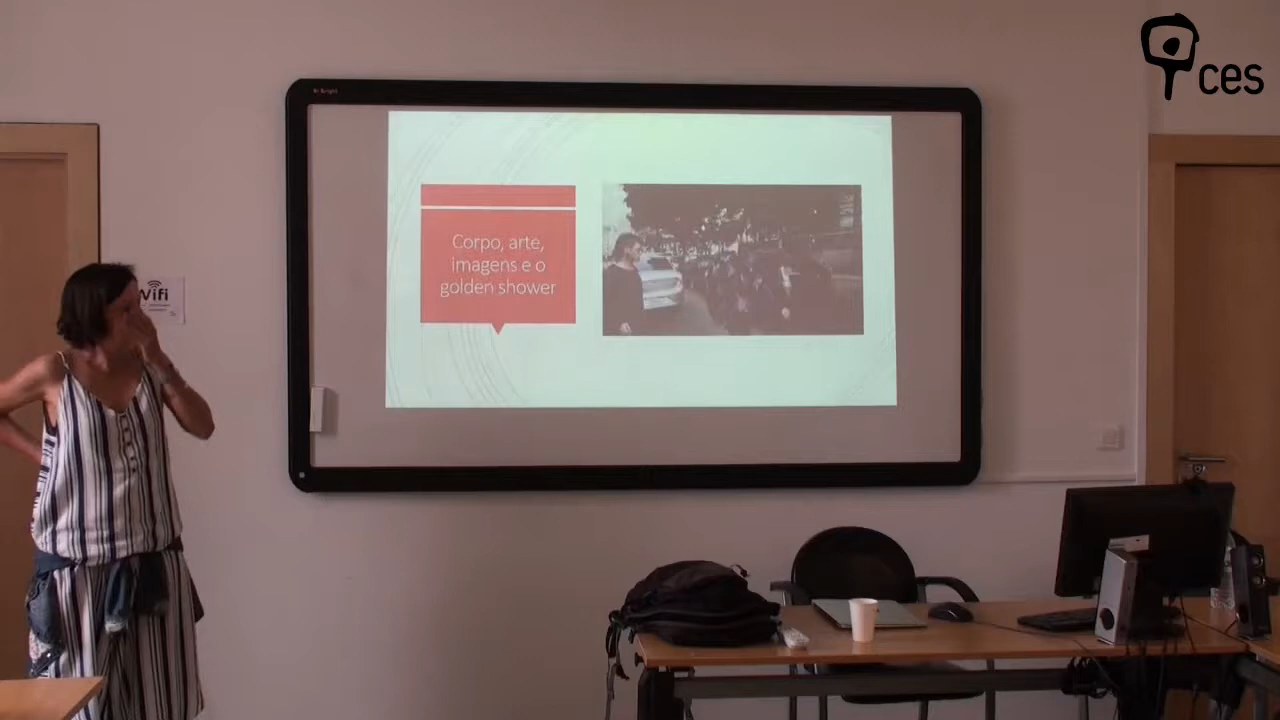 ces
Corpo, arte,
imagens e o
golden shower
Wifi